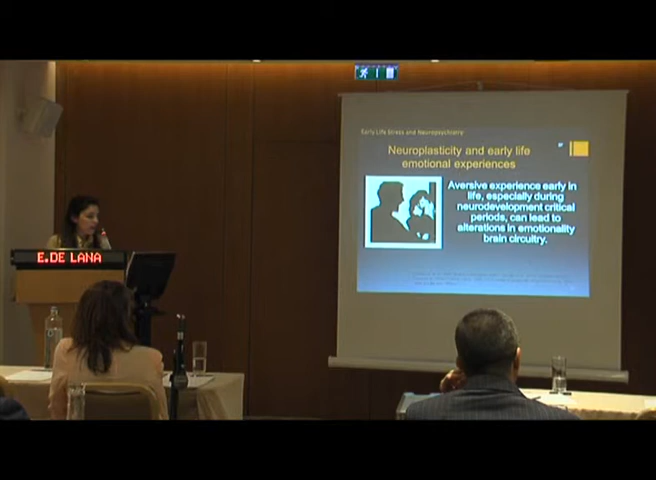 Early Life Stress and Neuropsychiatry
Neuroplasticity and early life
emotional experiences
Aversive experience early in
life, especially during
neurodevelopment critical
periods, can lead to
alterations in emotionality
brain circuitry.
E.DE LANA